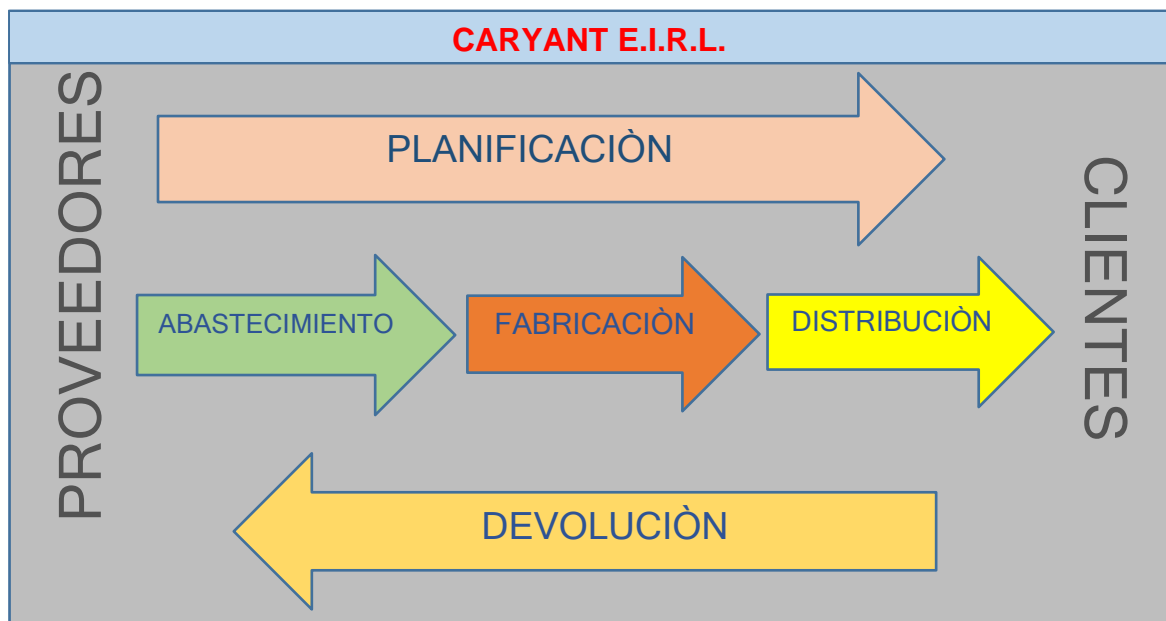 CARYANT E.I.R.L.
PROVEEDORES
PLANIFICACIÒN
CLIENTES
ABASTECIMIENTO
FABRICACIÒN
DISTRIBUCIÒN
DEVOLUCIÒN